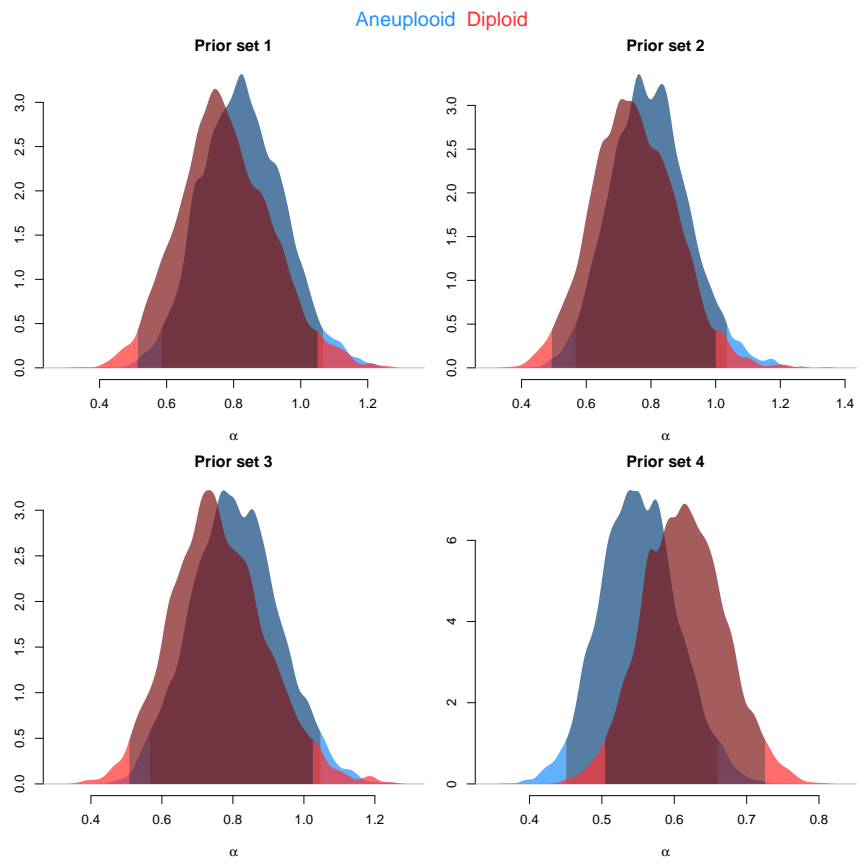 Aneuplooid Diploid
Prior set 1
0.0 0.5 1.0 1.5 2.0 2.5 3.0
0.4 0.6 0.8 1.0 1.2
α
Prior set 2
0.0 0.5 1.0 1.5 2.0 2.5 3.0
0.4 0.6 0.8 1.0 1.2 1.4
α
Prior set 3
0.0 0.5 1.0 1.5 2.0 2.5 3.0
0.4 0.6 0.8 1.0 1.2
α
Prior set 4
0 2 4 6
0.4 0.5 0.6 0.7 0.8
α